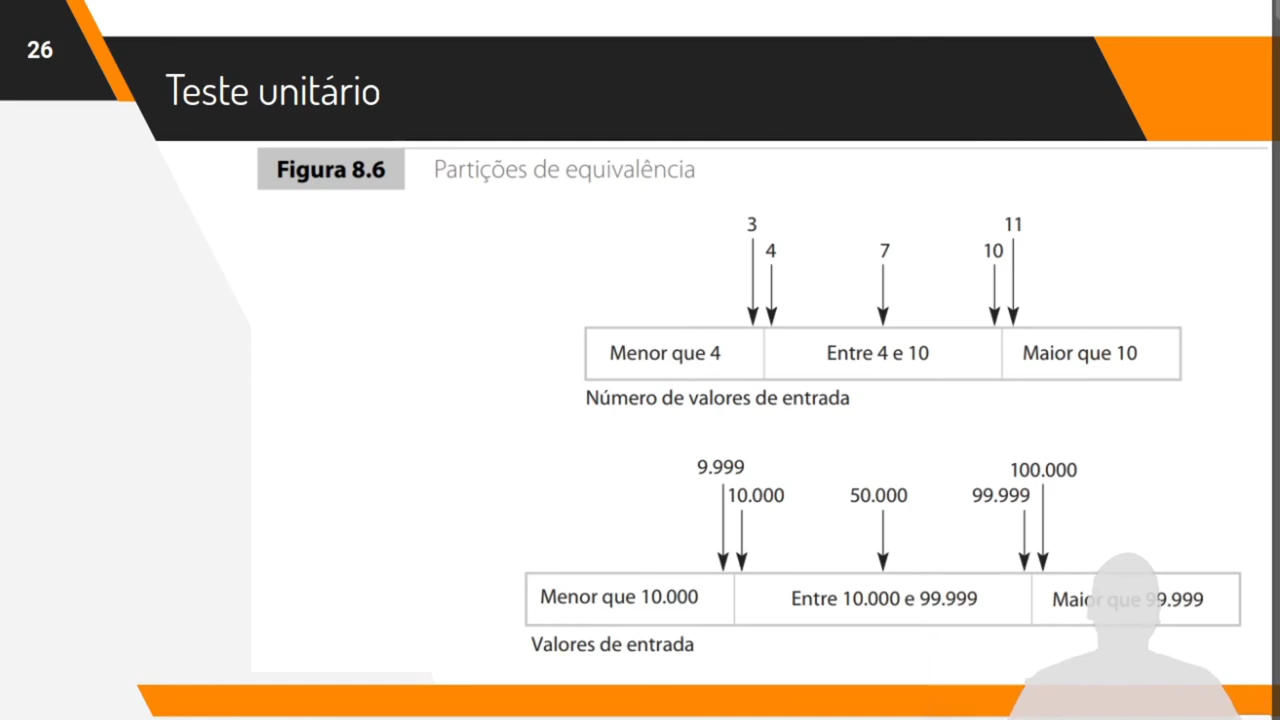 26
Teste unitário
Figura 8.6 Partições de equivalência
3 11
4 7 10
Menor que 4 Entre 4 e 10 Maior que 10
Número de valores de entrada
9.999 100.000
10.000 50.000 99.999
Menor que 10.000 Entre 10.000 e 99.999 Maior que 99.999
Valores de entrada